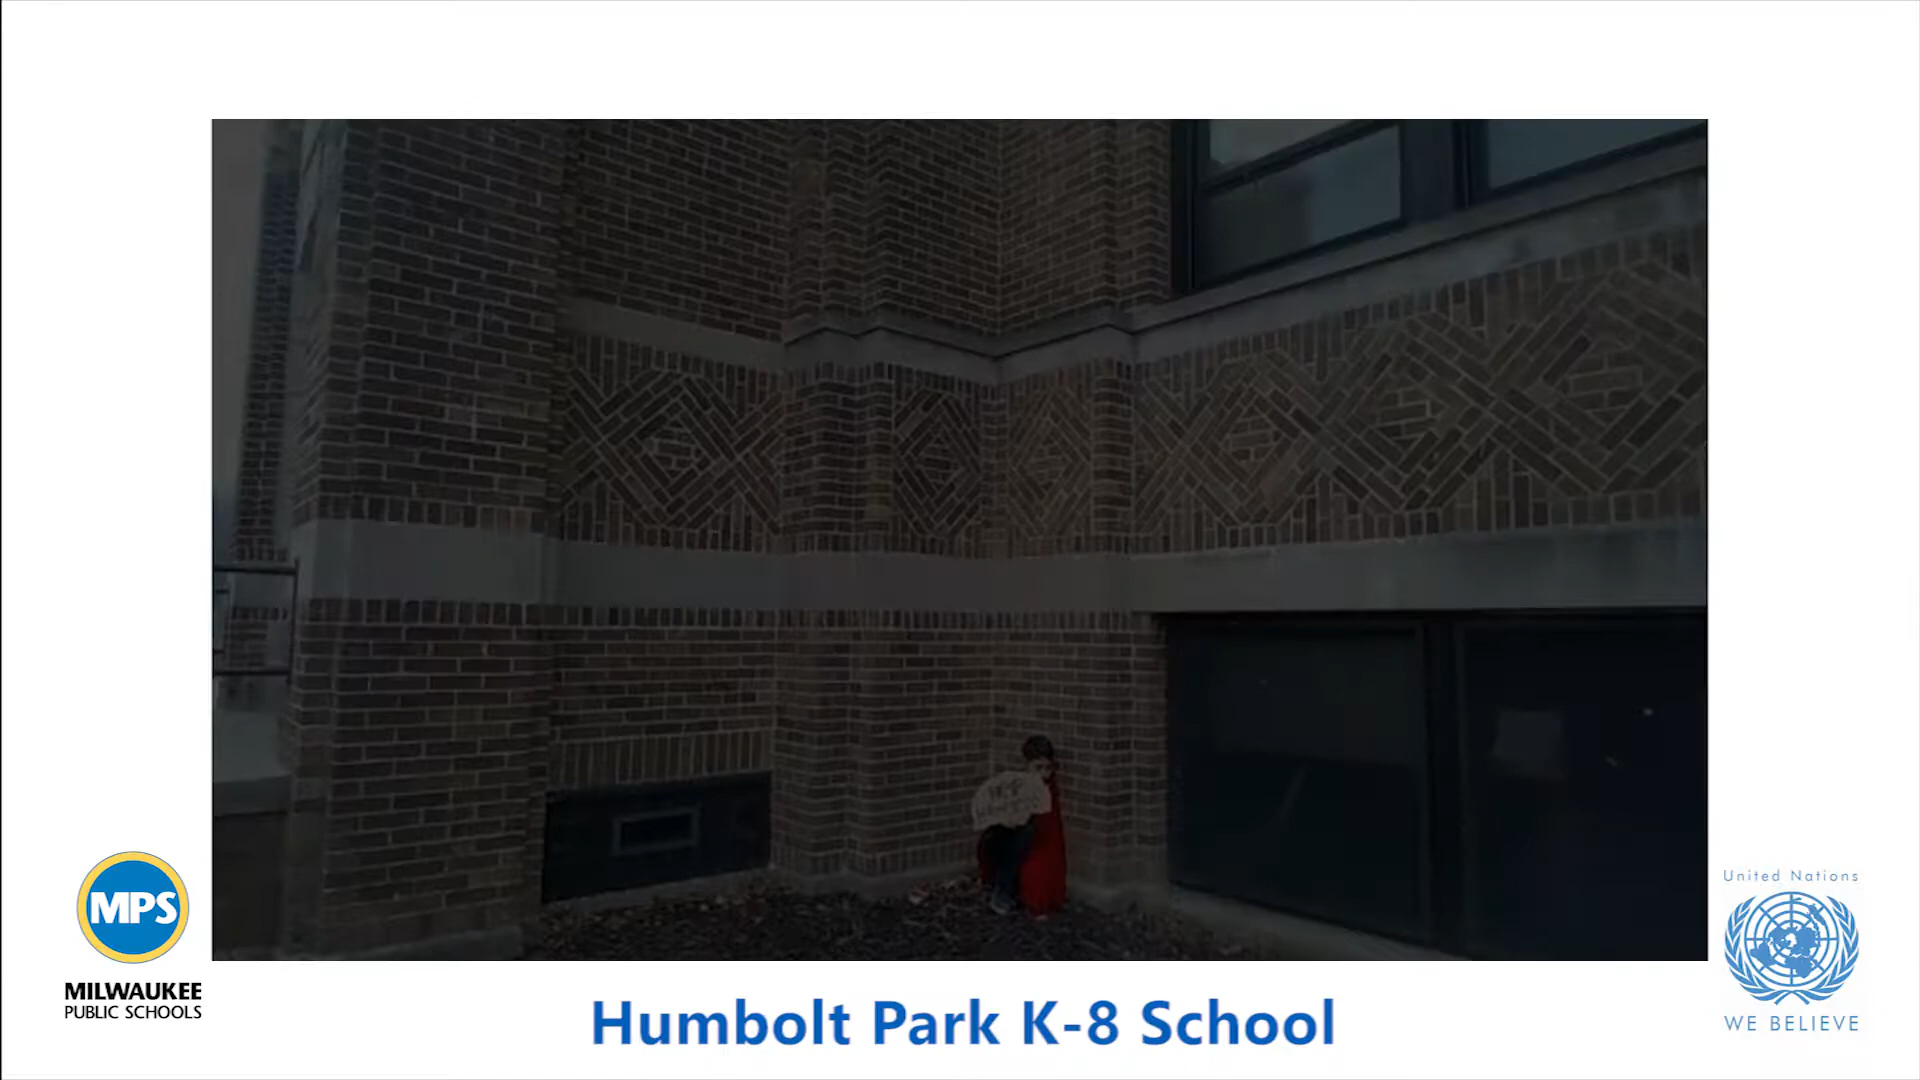 MPS
MILWAUKEE
PUBLIC SCHOOLS
Humbolt Park K-8 School
United Nations
WE BELIEVE